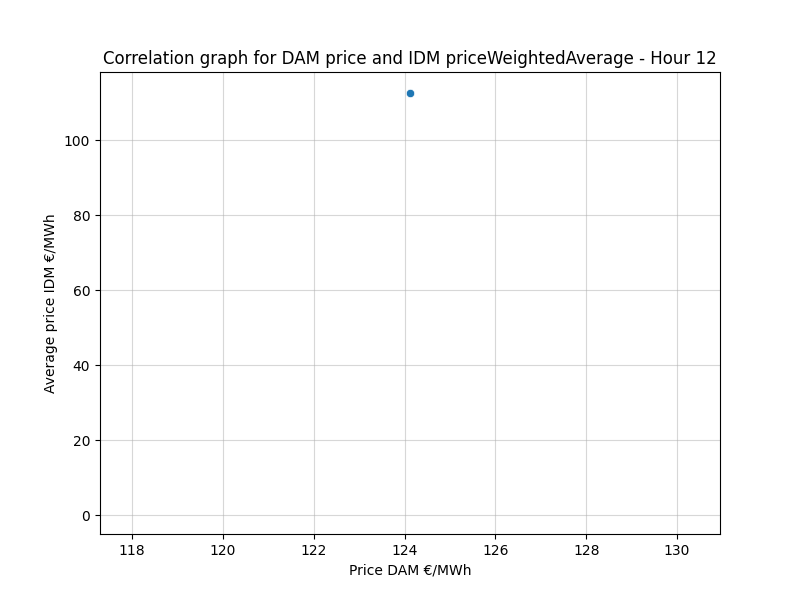 Correlation graph for DAM price and IDM priceWeightedAverage - Hour 12
100
80
60
40
20
0
Average price IDM €/MWh
118 120 122 124 126 128 130
Price DAM €/MWh